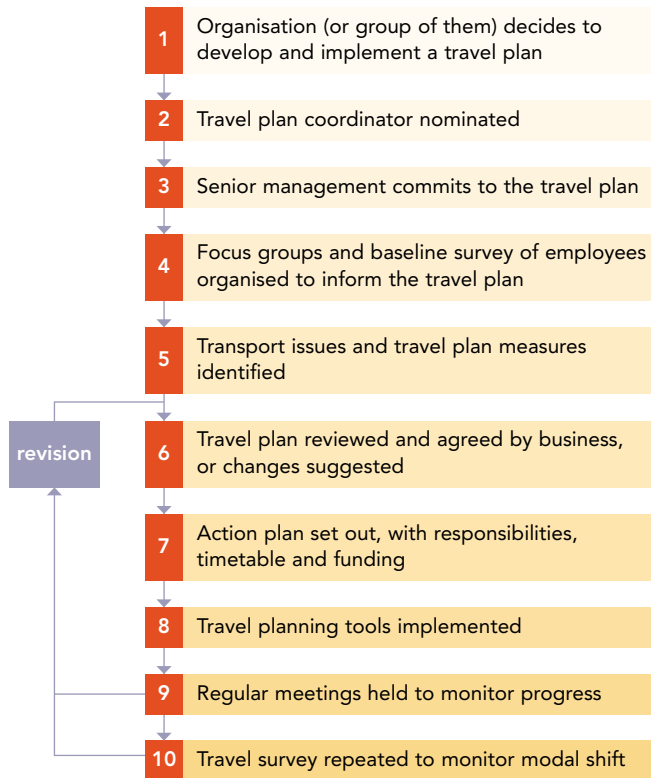 1
Organisation (or group of them) decides to
develop and implement a travel plan
2
Travel plan coordinator nominated
3
Senior management commits to the travel plan
4
Focus groups and baseline survey of employees
organised to inform the travel plan
5
Transport issues and travel plan measures
identified
revision
6
Travel plan reviewed and agreed by business,
or changes suggested
7
Action plan set out, with responsibilities,
timetable and funding
8
Travel planning tools implemented
9
Regular meetings held to monitor progress
10
Travel survey repeated to monitor modal shift